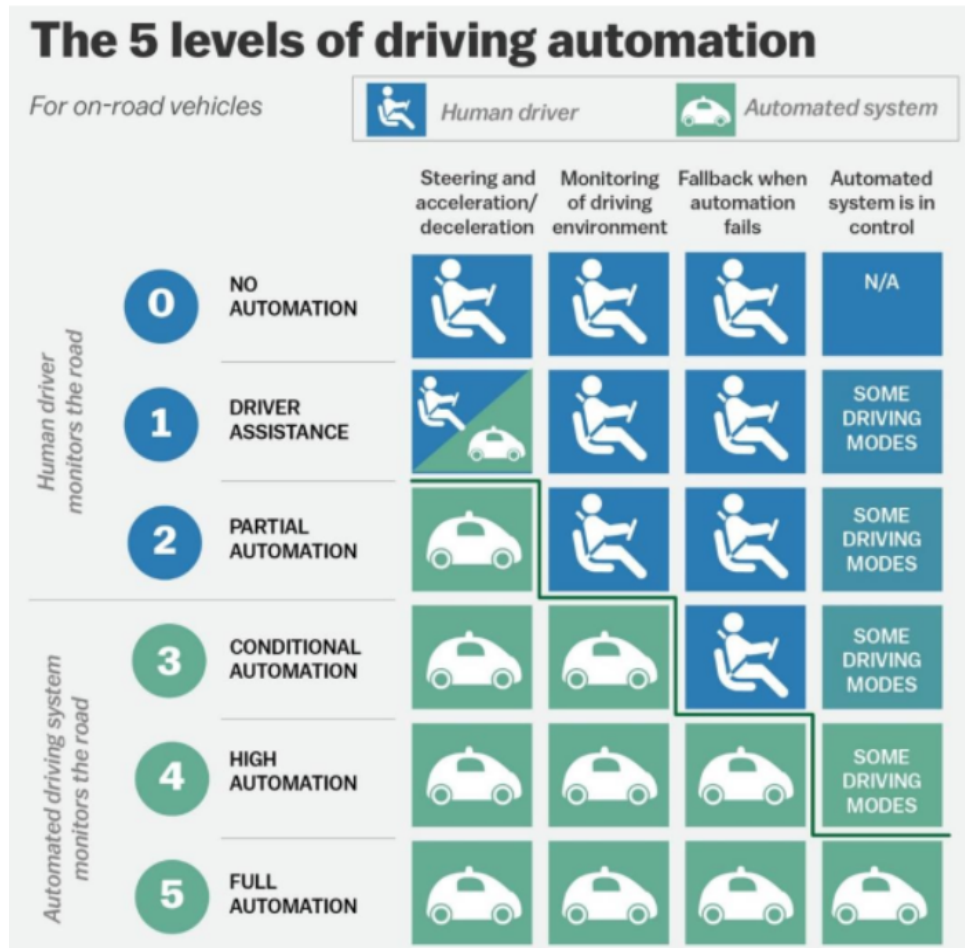 The 5 levels of driving automation
For on-road vehicles
Human driver
Automated system
Steering and
acceleration/
deceleration
Monitoring
of driving
environment
Fallback when
automation
fails
Automated
system is in
control
Human driver
monitors the road
0
NO
AUTOMATION
N/A
1
DRIVER
ASSISTANCE
SOME
DRIVING
MODES
2
PARTIAL
AUTOMATION
SOME
DRIVING
MODES
Automated driving system
monitors the road
3
CONDITIONAL
AUTOMATION
SOME
DRIVING
MODES
4
HIGH
AUTOMATION
SOME
DRIVING
MODES
5
FULL
AUTOMATION